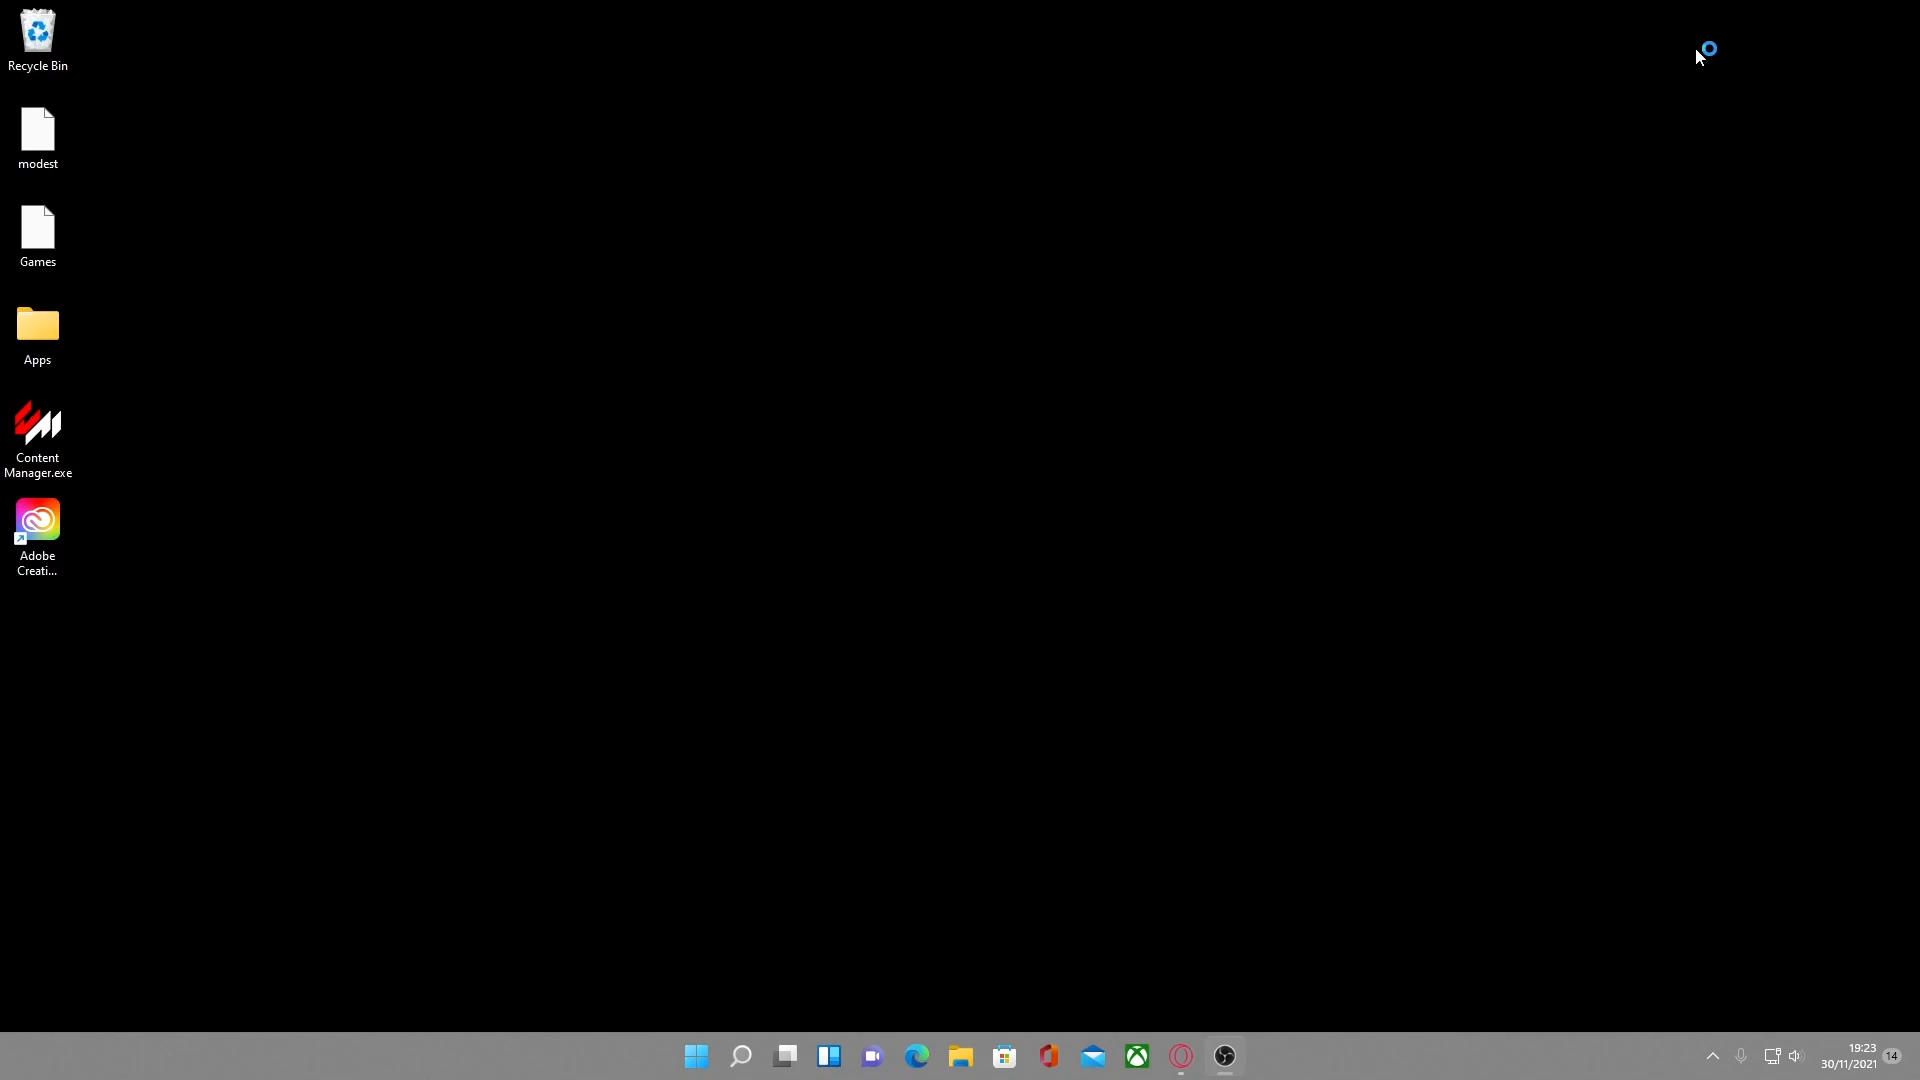 Recycle Bin
modest
Games
Apps
Content
Manager.exe
Adobe
Creati...
19:23
30/11/2021
14